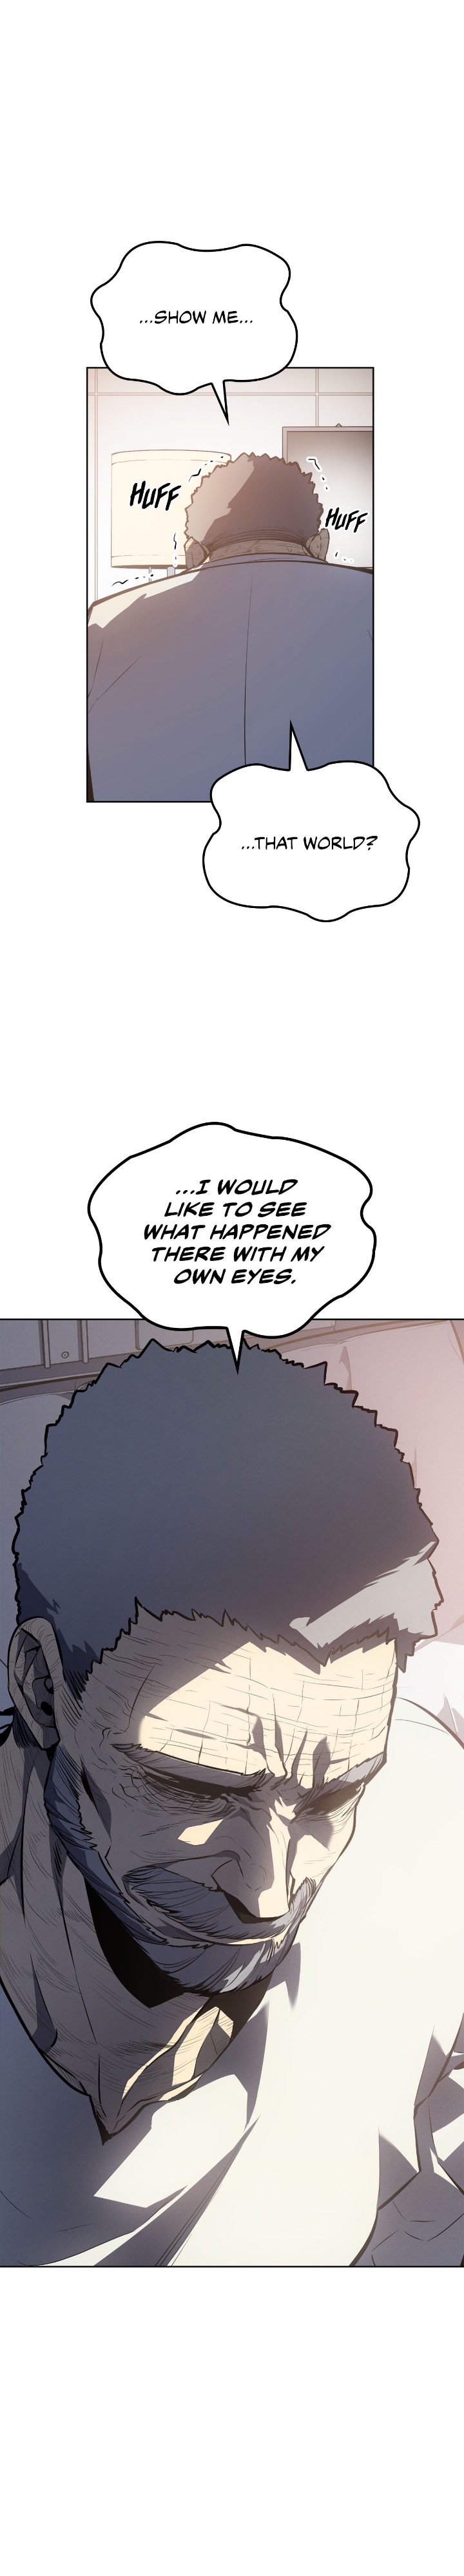 ...SHOW ME...
HUFF
HUFF
...THAT WORLD?
...I WOULD
LIKE TO SEE
WHAT HAPPENED
THERE WITH MY
OWN EYES.